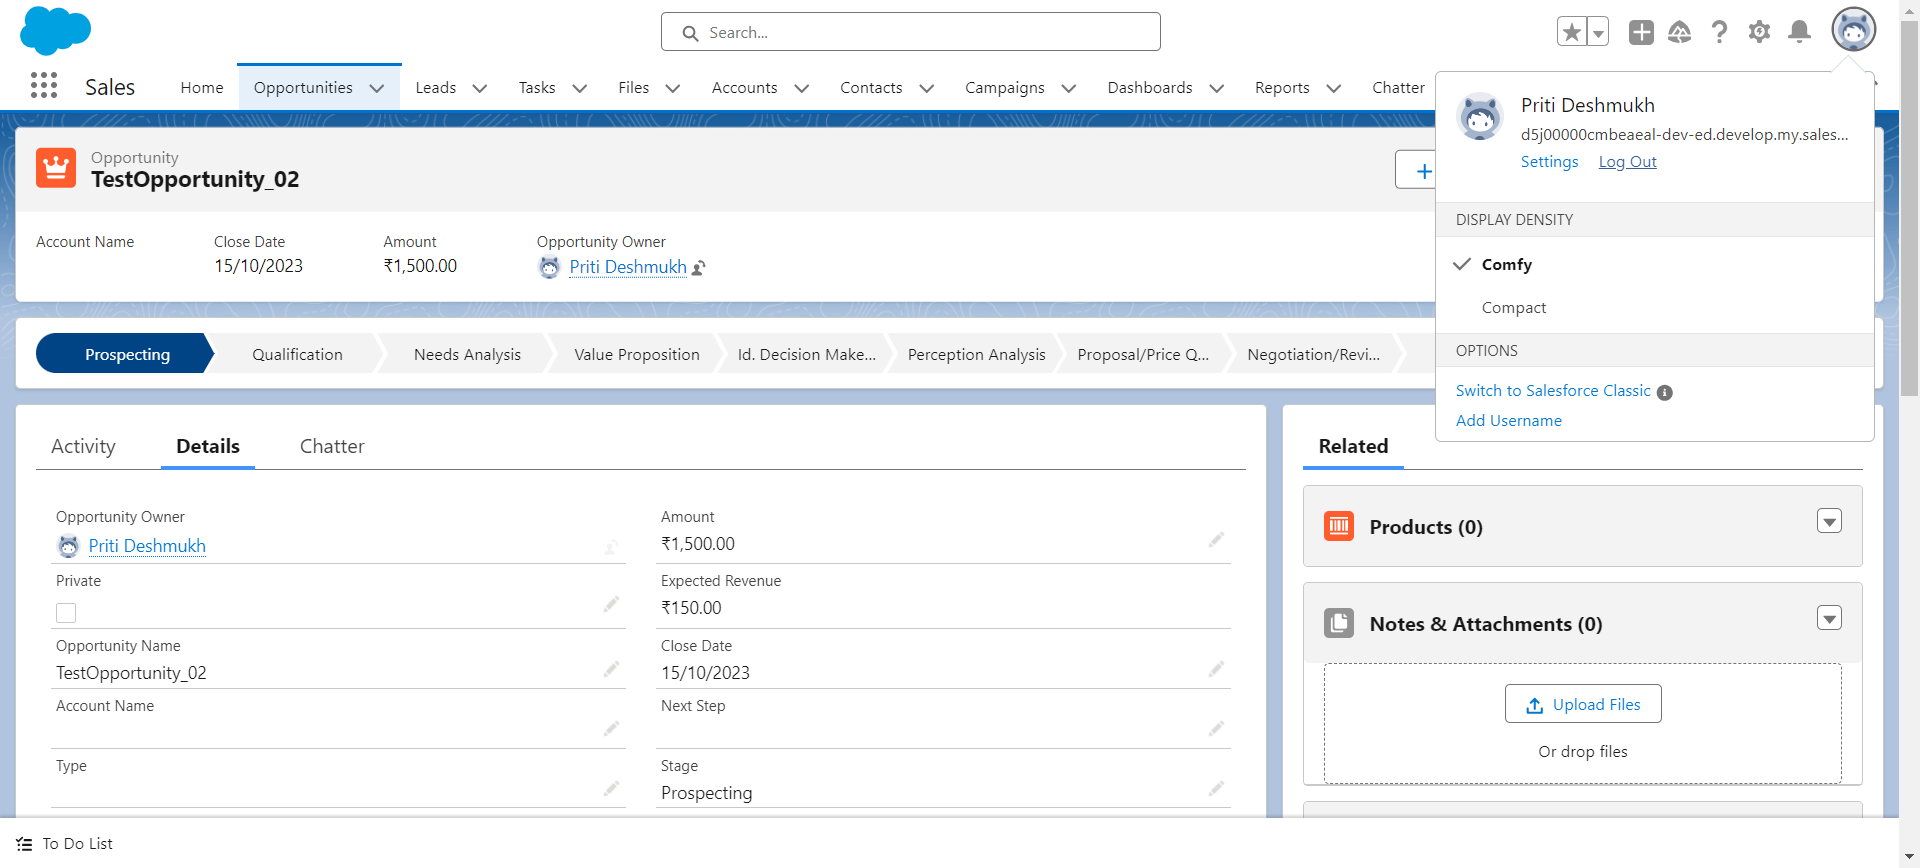 Search...
Sales
Home
Opportunities
Leads
Tasks
Files
Accounts
Contacts
Campaigns
Dashboards
Reports
Chatter
Priti Deshmukh
d5j00000cmbeaeal-dev-ed.develop.my.sales...
Settings Log Out
DISPLAY DENSITY
Comfy
Compact
OPTIONS
Switch to Salesforce Classic
Add Username
Opportunity
TestOpportunity_02
Account Name
Close Date
15/10/2023
Amount
₹1,500.00
Opportunity Owner
Priti Deshmukh
Prospecting
Qualification
Needs Analysis
Value Proposition
Id. Decision Make...
Perception Analysis
Proposal/Price Q...
Negotiation/Revi...
Activity
Details
Chatter
Opportunity Owner
Priti Deshmukh
Amount
₹1,500.00
Private
Expected Revenue
₹150.00
Opportunity Name
TestOpportunity_02
Close Date
15/10/2023
Account Name
Next Step
Type
Stage
Prospecting
Related
Products (0)
Notes & Attachments (0)
Upload Files
Or drop files
To Do List